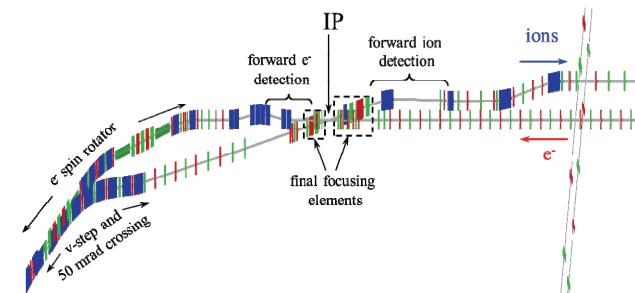 IP
ions
forward e-
detection
forward ion
detection
e- spin rotator
e-
final focusing
elements
v-step and
50 mrad crossing